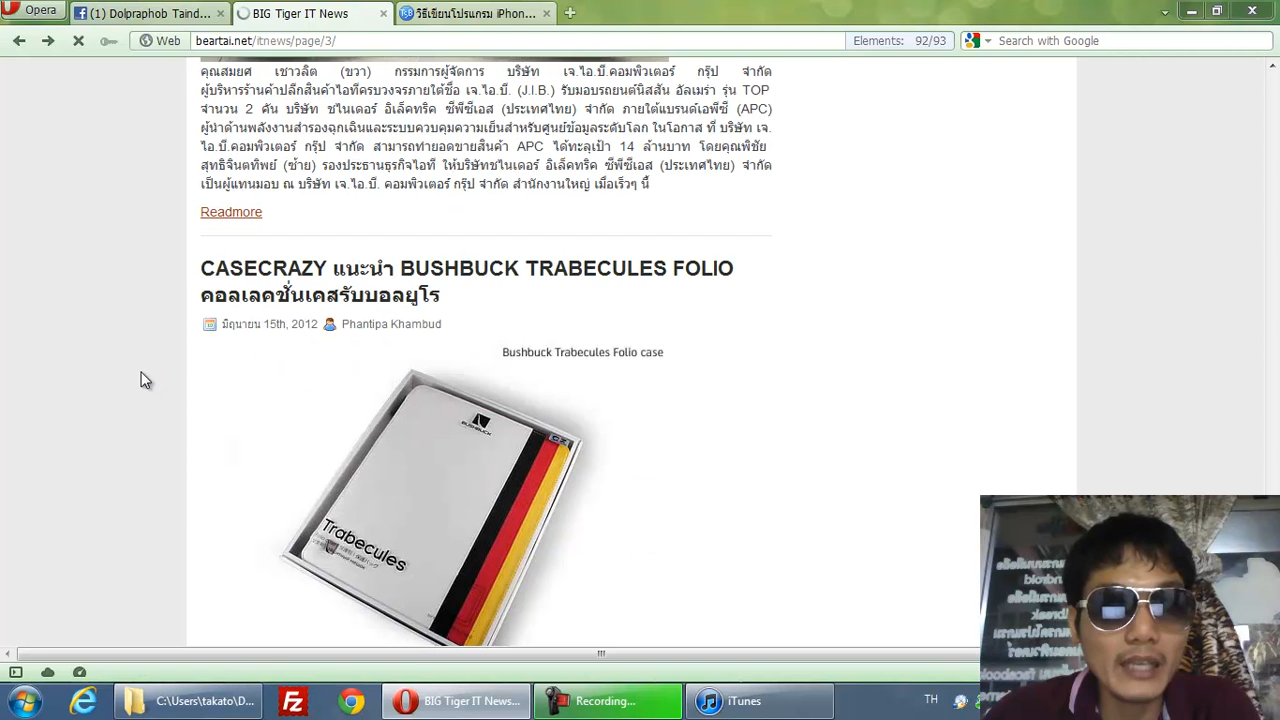 Opera
(1) Dolpraphob Taind...
BIG Tiger IT News
วิธีเขียนโปรแกรม iPhon...
Web
beartai.net/itnews/page/3/
Elements: 92/93
Search with Google
คุณสมยศ เชาวลิต (ขวา) กรรมการผู้จัดการ บริษัท เจ.ไอ.บี.คอมพิวเตอร์ กรุ๊ป จำกัด
ผู้บริหารร้านค้าปลีกสินค้าไอทีครบวงจรภายใต้ชื่อ เจ.ไอ.บี. (J.I.B.) รับมอบรถยนต์นิสสัน อัลเมร่า รุ่น TOP
จำนวน 2 คัน บริษัท ชไนเดอร์ อิเล็คทริค ซีพีซีเอส (ประเทศไทย) จำกัด ภายใต้แบรนด์เอพีซี (APC)
ผู้นำด้านพลังงานสำรองฉุกเฉินและระบบควบคุมความเย็นสำหรับศูนย์ข้อมูลระดับโลก ในโอกาส ที่ บริษัท เจ.
ไอ.บี.คอมพิวเตอร์ กรุ๊ป จำกัด สามารถทำยอดขายสินค้า APC ได้ทะลุเป้า 14 ล้านบาท โดยคุณพิชัย
สุทธิจินตทิพย์ (ซ้าย) รองประธานธุรกิจไอที ให้บริษัทชไนเดอร์ อิเล็คทริค ซีพีซีเอส (ประเทศไทย) จำกัด
เป็นผู้แทนมอบ ณ บริษัท เจ.ไอ.บี. คอมพิวเตอร์ กรุ๊ป จำกัด สำนักงานใหญ่ เมื่อเร็วๆ นี้
Readmore
CASECRAZY แนะนำ BUSHBUCK TRABECULES FOLIO
คอลเลคชั่นเคสรับบอลยูโร
มิถุนายน 15th, 2012 Phantipa Khambud
Bushbuck Trabecules Folio case
BUSHBUCK
Trabecules
C:\Users\takato\D...
BIG Tiger IT News...
Recording...
iTunes
TH